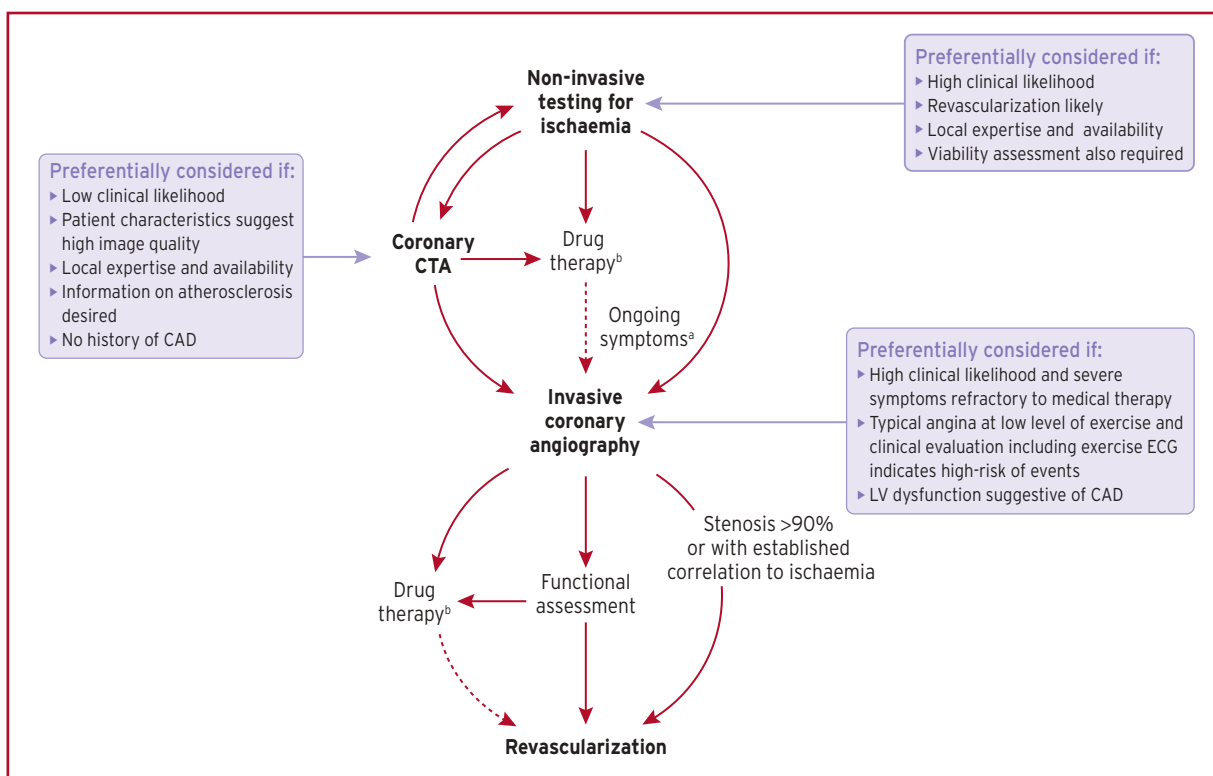 Preferentially considered if:
▸ High clinical likelihood
▸ Revascularization likely
▸ Local expertise and availability
▸ Viability assessment also required
Non-invasive
testing for
ischaemia
Preferentially considered if:
▸ Low clinical likelihood
▸ Patient characteristics suggest
high image quality
▸ Local expertise and availability
▸ Information on atherosclerosis
desired
▸ No history of CAD
Coronary
CTA
Drug
therapyᵇ
Ongoing
symptomsᵃ
Preferentially considered if:
▸ High clinical likelihood and severe
symptoms refractory to medical therapy
▸ Typical angina at low level of exercise and
clinical evaluation including exercise ECG
indicates high-risk of events
▸ LV dysfunction suggestive of CAD
Invasive
coronary
angiography
Stenosis >90%
or with established
correlation to ischaemia
Drug
therapyᵇ
Functional
assessment
Revascularization